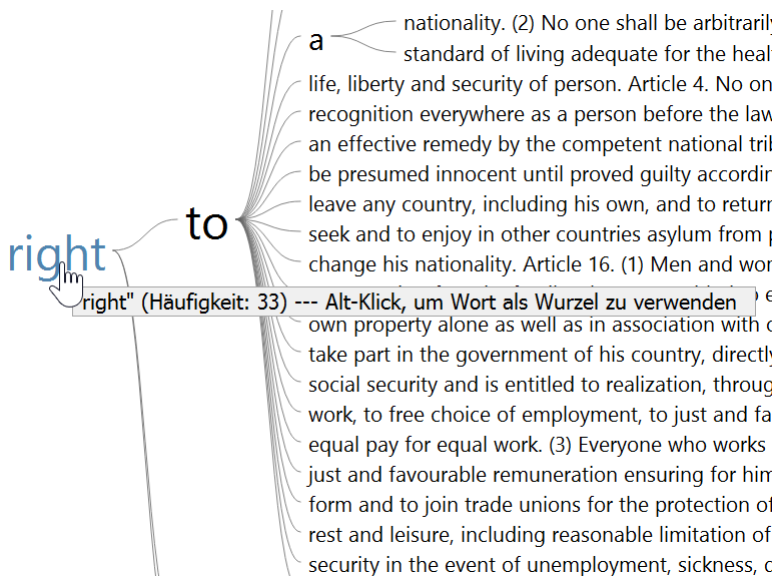 right
to
a
nationality. (2) No one shall be arbitrarily
standard of living adequate for the heal
life, liberty and security of person. Article 4. No on
recognition everywhere as a person before the law
an effective remedy by the competent national tri
be presumed innocent until proved guilty accordin
leave any country, including his own, and to return
seek and to enjoy in other countries asylum from p
change his nationality. Article 16. (1) Men and wor
right" (Häufigkeit: 33) --- Alt-Klick, um Wort als Wurzel zu verwenden
own property alone as well as in association with o
take part in the government of his country, directly
social security and is entitled to realization, throug
work, to free choice of employment, to just and fa
equal pay for equal work. (3) Everyone who works
just and favourable remuneration ensuring for him
form and to join trade unions for the protection of
rest and leisure, including reasonable limitation of
security in the event of unemployment, sickness, d